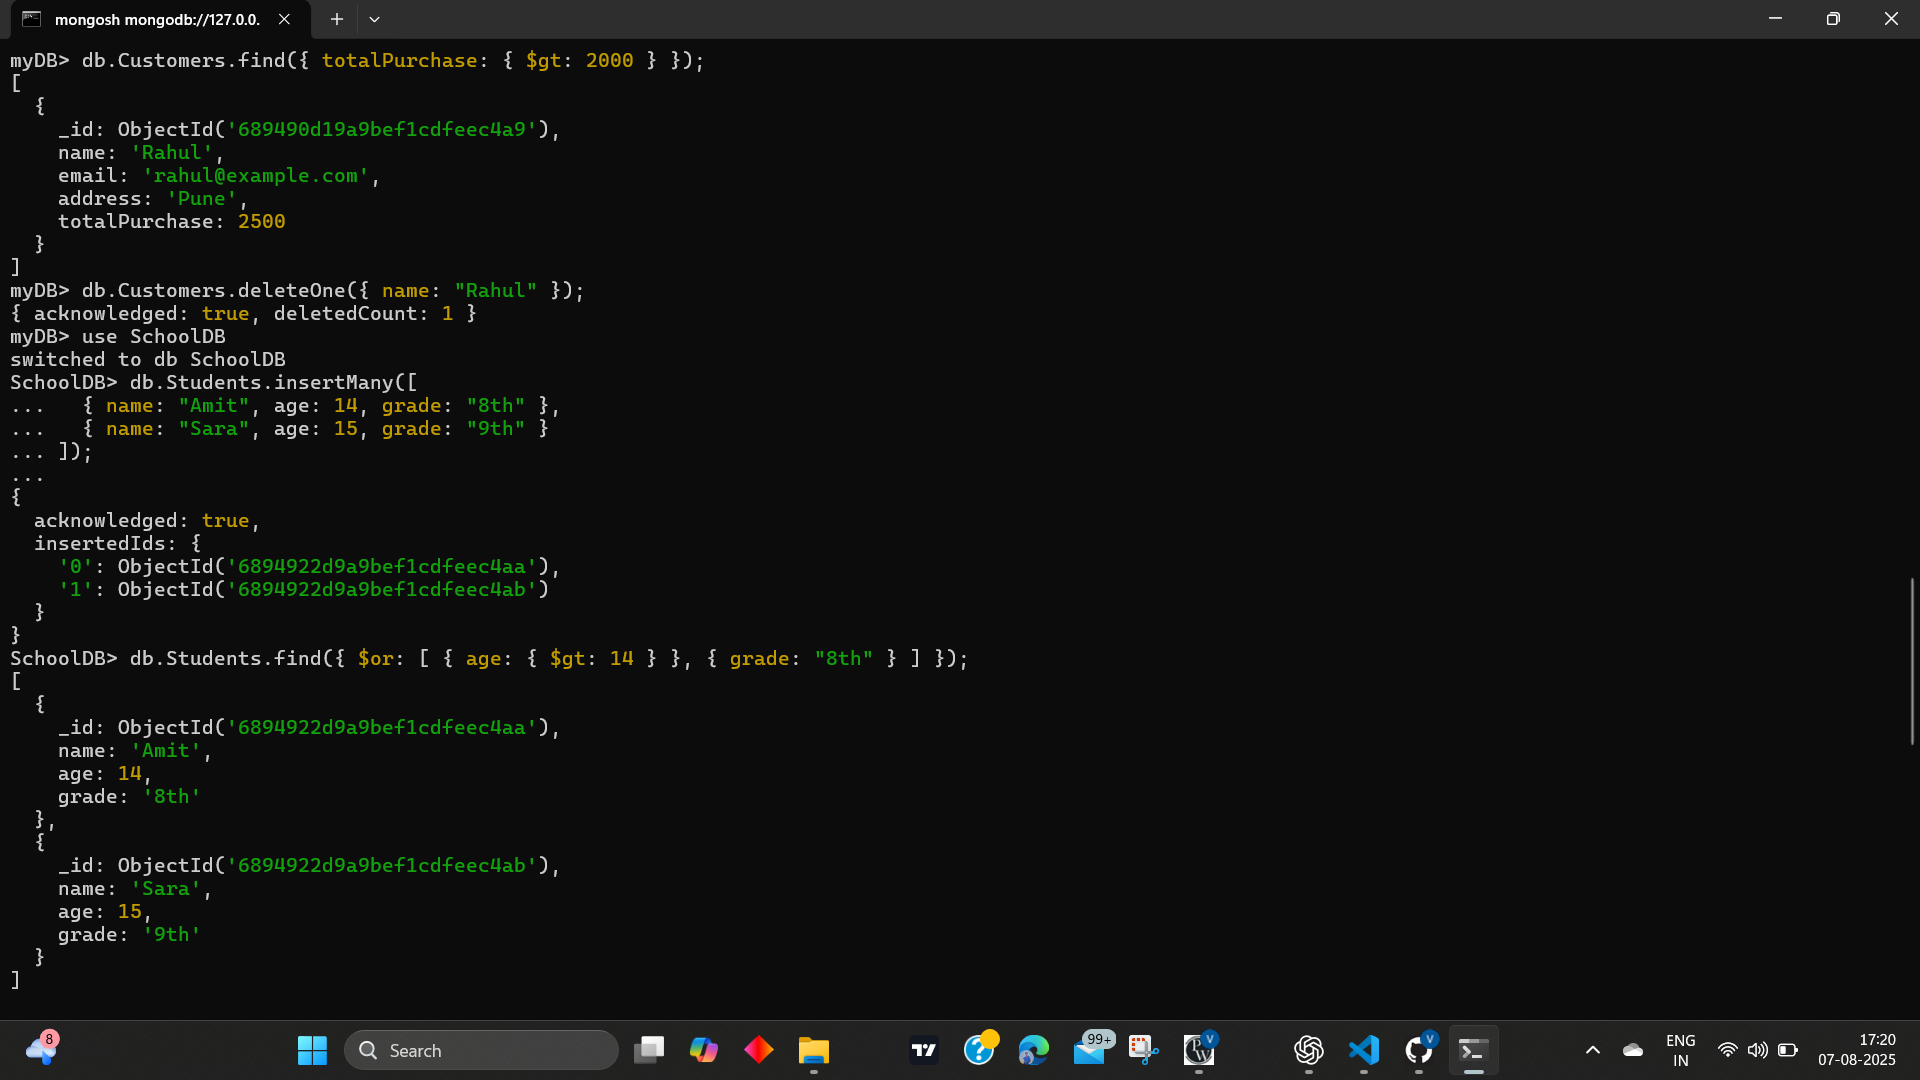 mongosh mongodb://127.0.0.
myDB> db.Customers.find({ totalPurchase: { $gt: 2000 } });
[
  {
    _id: ObjectId('689490d19a9bef1cdfeec4a9'),
    name: 'Rahul',
    email: 'rahul@example.com',
    address: 'Pune',
    totalPurchase: 2500
  }
]
myDB> db.Customers.deleteOne({ name: "Rahul" });
{ acknowledged: true, deletedCount: 1 }
myDB> use SchoolDB
switched to db SchoolDB
SchoolDB> db.Students.insertMany([
...   { name: "Amit", age: 14, grade: "8th" },
...   { name: "Sara", age: 15, grade: "9th" }
... ]);
...
{
  acknowledged: true,
  insertedIds: {
    '0': ObjectId('6894922d9a9bef1cdfeec4aa'),
    '1': ObjectId('6894922d9a9bef1cdfeec4ab')
  }
}
SchoolDB> db.Students.find({ $or: [ { age: { $gt: 14 } }, { grade: "8th" } ] });
[
  {
    _id: ObjectId('6894922d9a9bef1cdfeec4aa'),
    name: 'Amit',
    age: 14,
    grade: '8th'
  },
  {
    _id: ObjectId('6894922d9a9bef1cdfeec4ab'),
    name: 'Sara',
    age: 15,
    grade: '9th'
  }
]
8
Search
99+
V
PW
V
ENG
IN
17:20
07-08-2025